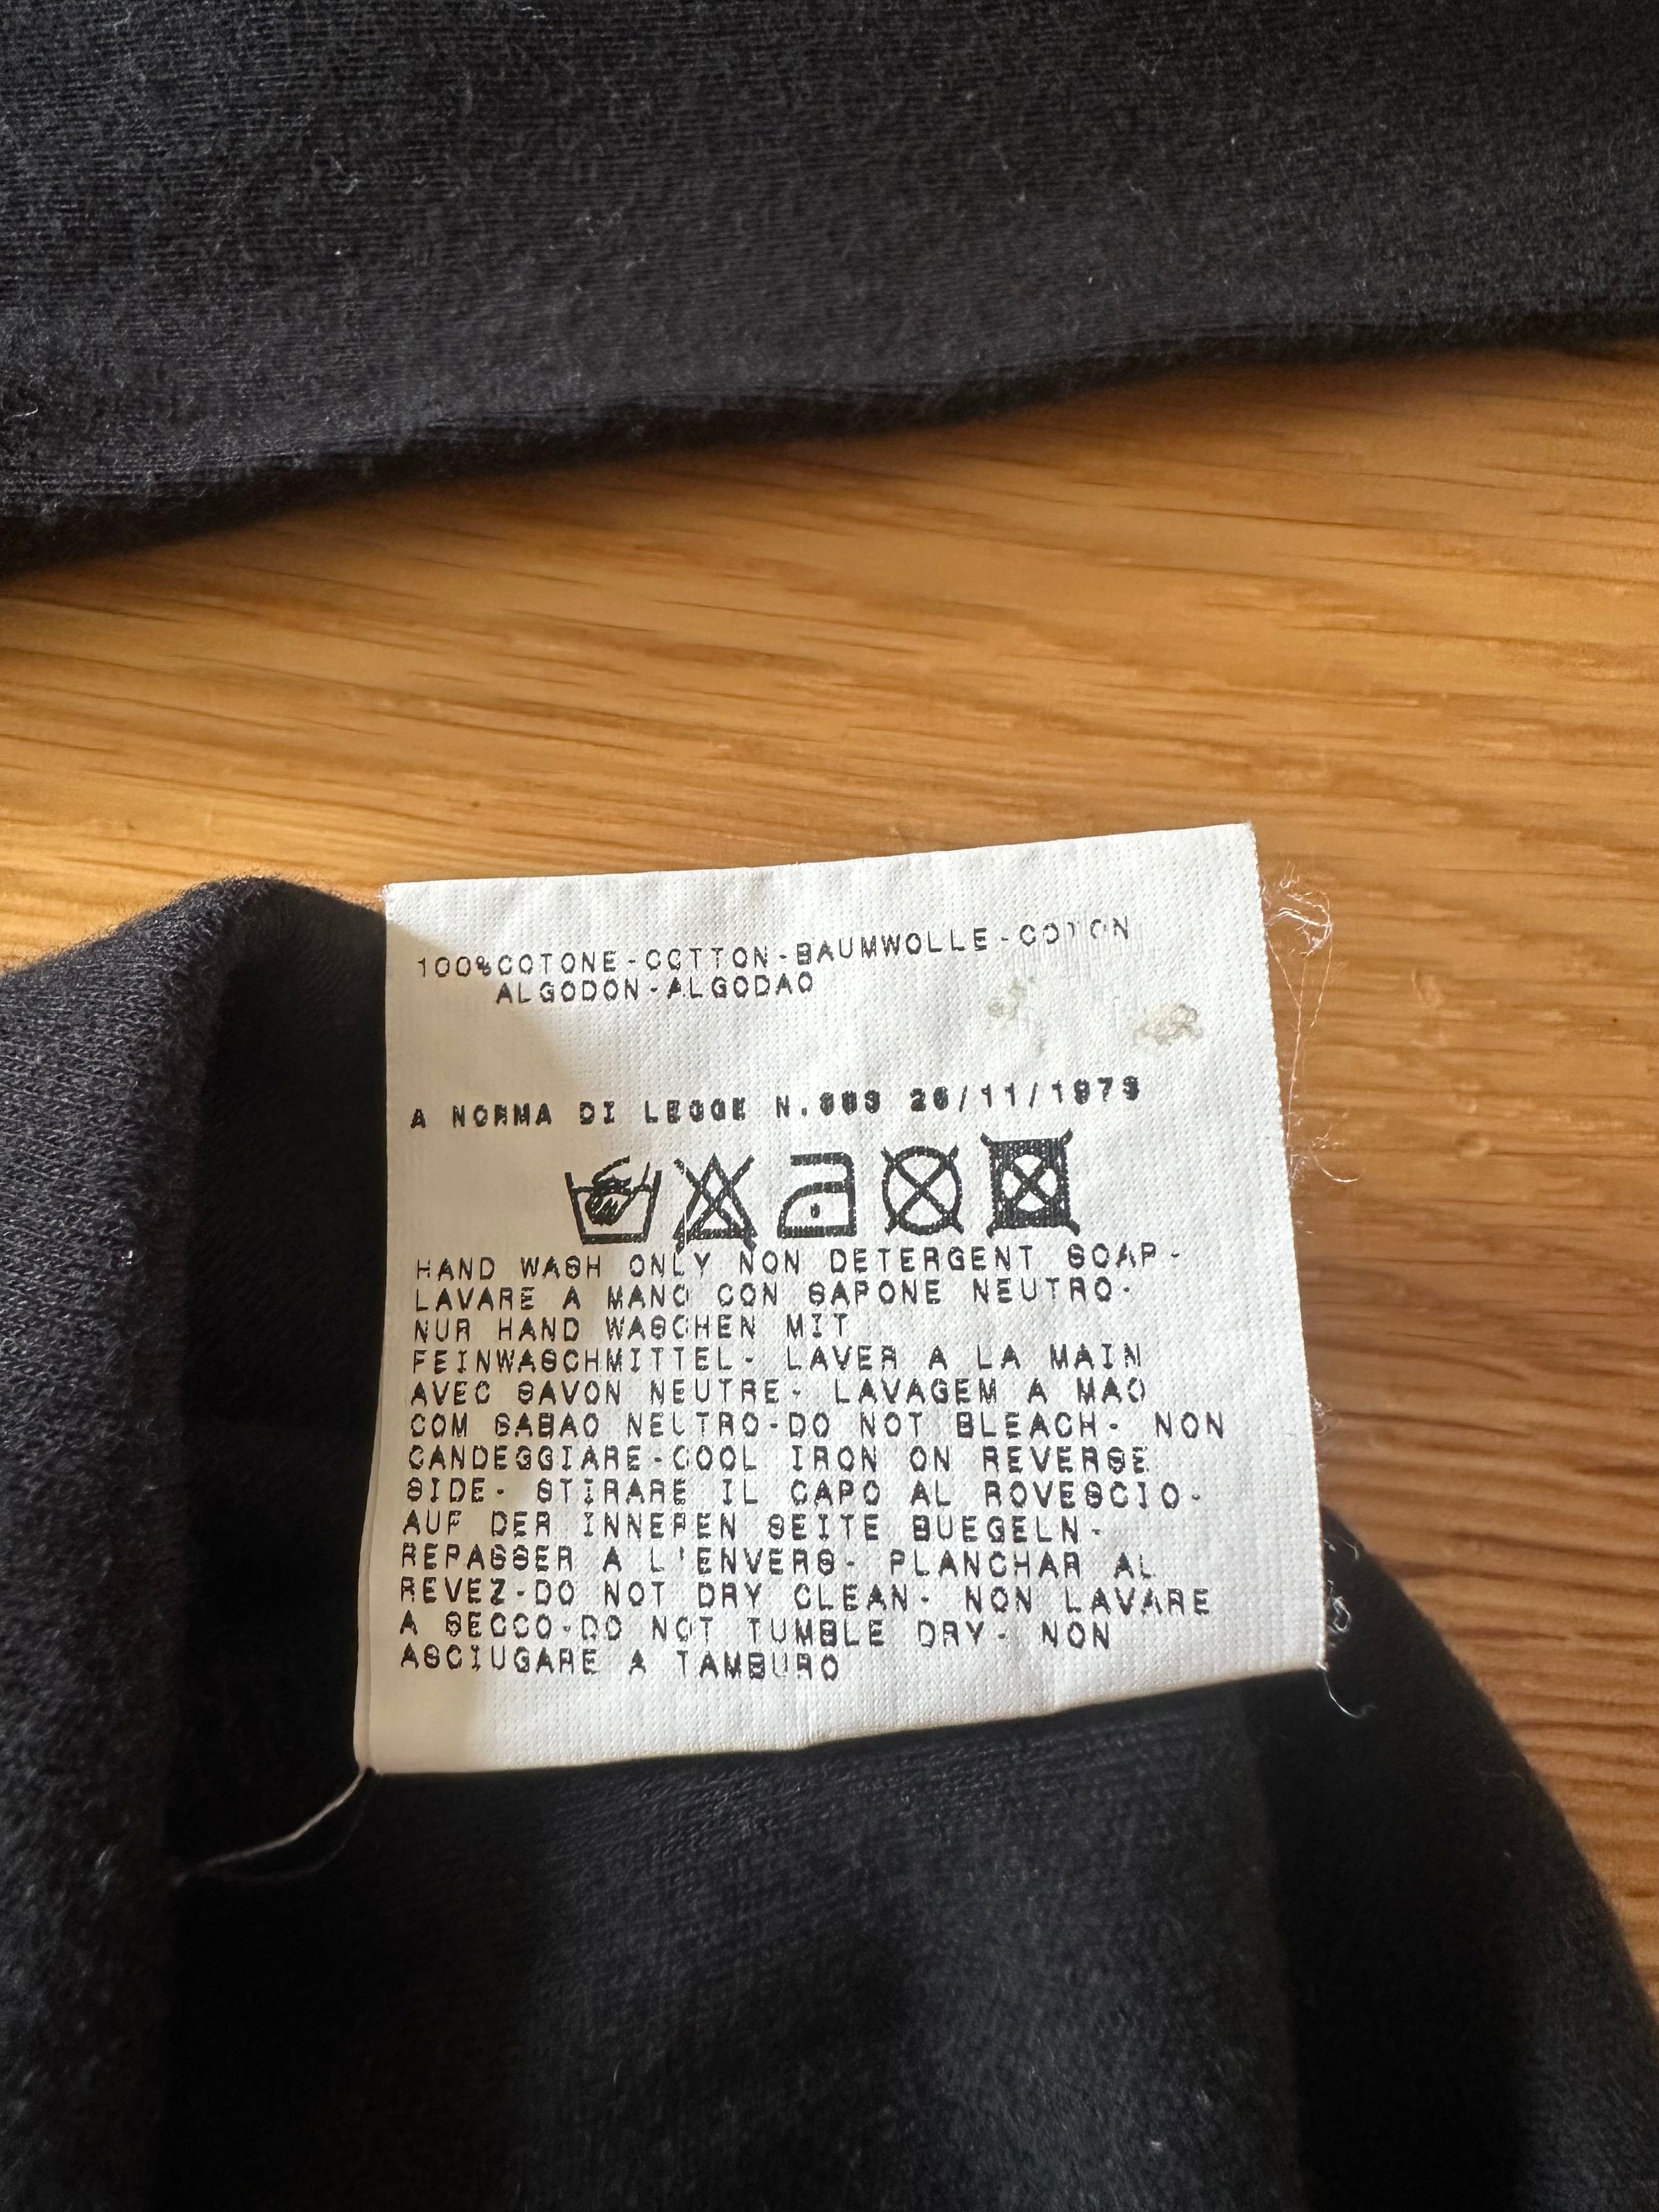 100%COTONE-COTTON-BAUMWOLLE-COTON
ALGODON-ALGODAO
A NORMA DI LEGGE N.883 26/11/1973
HAND WASH ONLY NON DETERGENT SOAP-
LAVARE A MANO CON SAPONE NEUTRO-
NUR HAND WASCHEN MIT
FEINWASCHMITTEL- LAVER A LA MAIN
AVEC SAVON NEUTRE- LAVAGEM A MAO
COM SABAO NEUTRO-DO NOT BLEACH- NON
CANDEGGIARE-COOL IRON ON REVERSE
SIDE- STIRARE IL CAPO AL ROVESCIO-
AUF DER INNEREN SEITE BUEGELN-
REPASSER A L'ENVERS- PLANCHAR AL
REVEZ-DO NOT DRY CLEAN- NON LAVARE
A SECCO-DO NOT TUMBLE DRY- NON
ASCIUGARE A TAMBURO